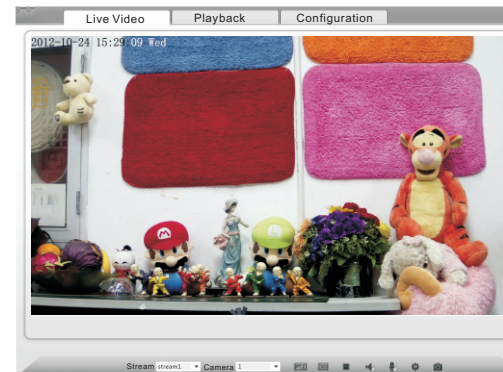 Live Video
Playback
Configuration
2012-10-24 15:29:09 Wed
Stream stream1 Camera 1